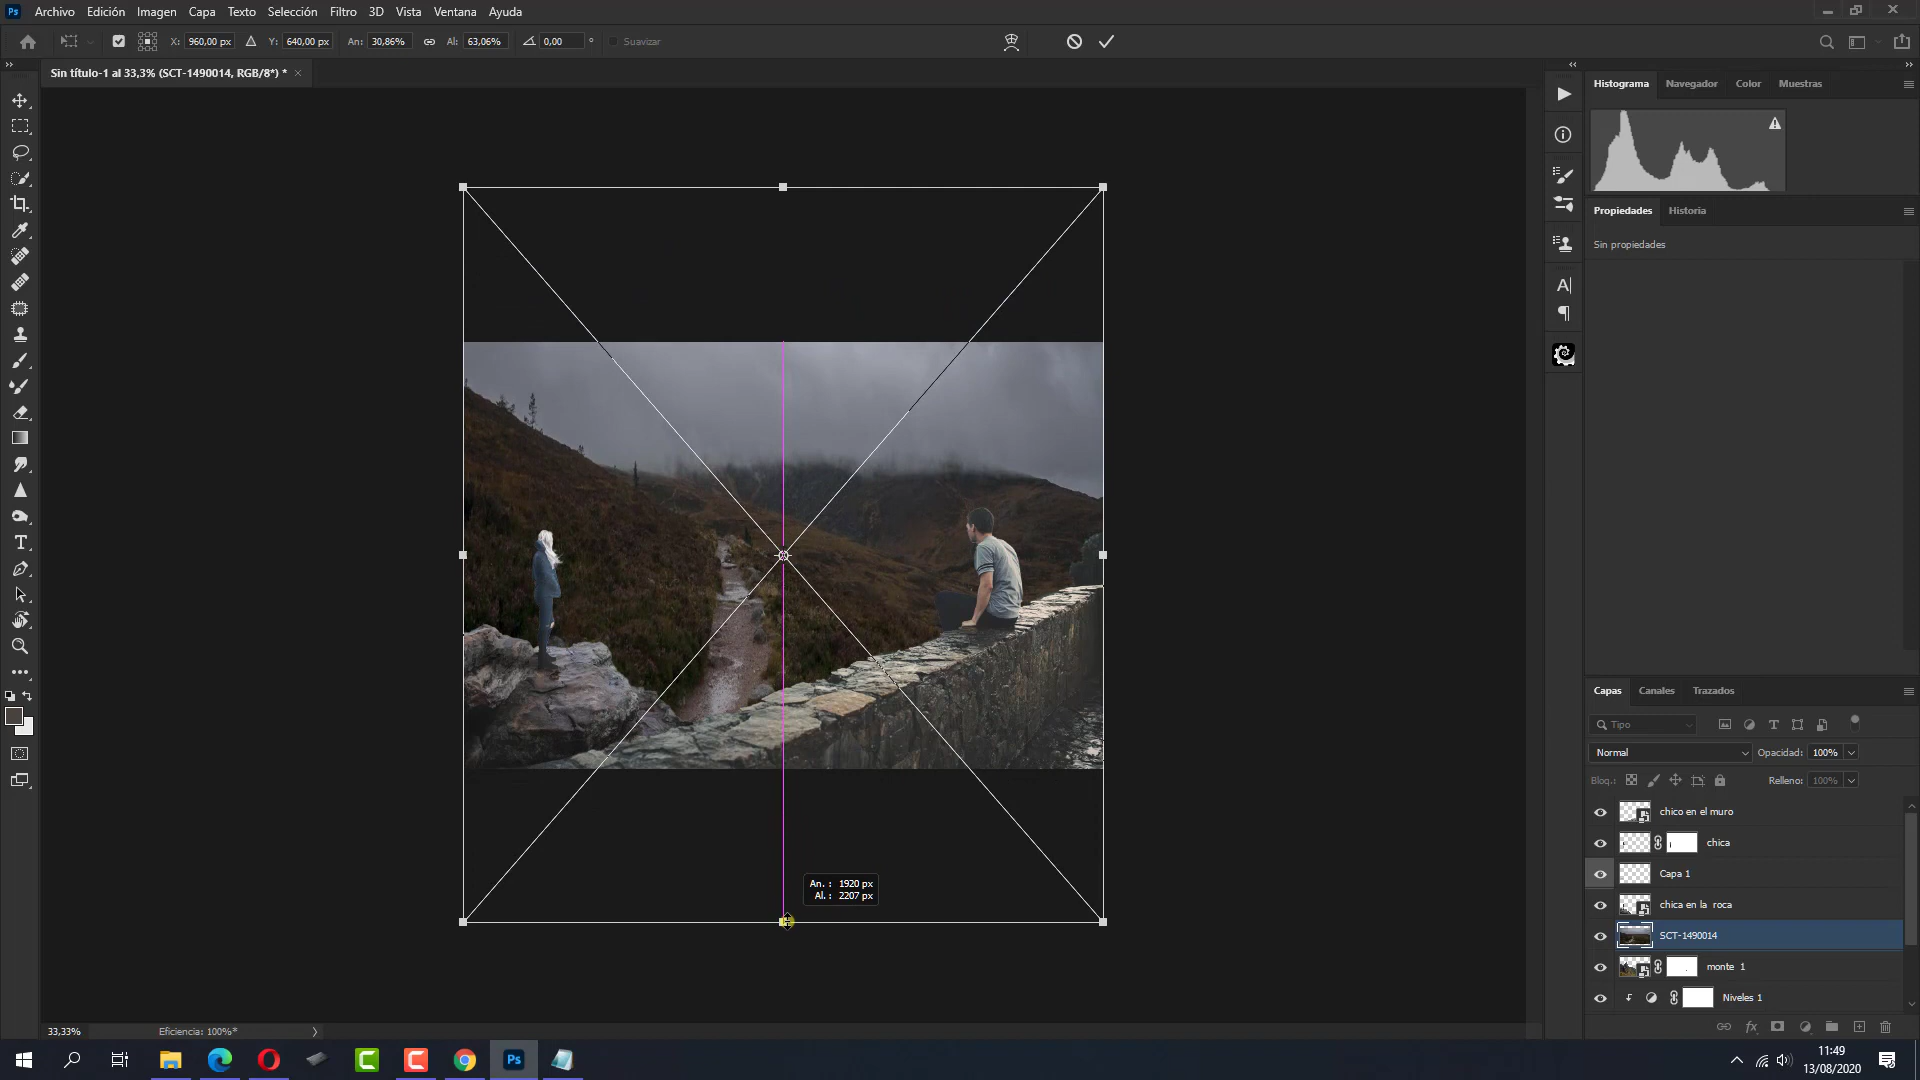 Ps Archivo Edición Imagen Capa Texto Selección Filtro 3D Vista Ventana Ayuda
X: 960,00 px Y: 640,00 px An: 30,86% Al: 63,06% 0,00 ° Suavizar
Sin título-1 al 33,3% (SCT-1490014, RGB/8*) *
Histograma Navegador Color Muestras
Propiedades Historia
Sin propiedades
An. : 1920 px
Al. : 2207 px
Capas Canales Trazados
Tipo
Normal Opacidad: 100%
Bloq.: Relleno: 100%
chico en el muro
chica
Capa 1
chica en la roca
SCT-1490014
monte 1
Niveles 1
33,33% Eficiencia: 100%*
Ps
11:49
13/08/2020